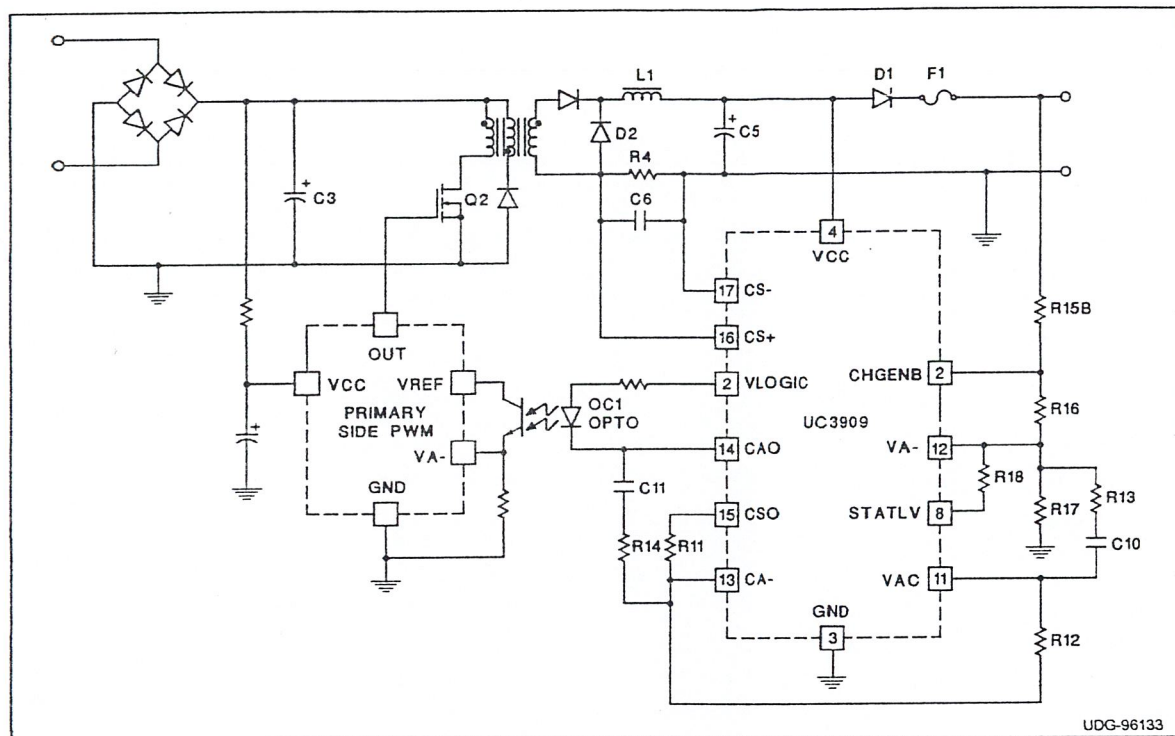 L1
D1
F1
D2
C5
R4
+
C3
Q2
C6
+
4
VCC
17
CS-
R15B
OUT
16
CS+
VCC
VREF
2
VLOGIC
CHGENB
2
PRIMARY
SIDE PWM
OC1
OPTO
UC3909
R16
VA-
14
CAO
VA-
12
+
C11
R18
R13
GND
15
CSO
STATLV
8
R17
R14
R11
C10
13
CA-
VAC
11
GND
3
R12
+
UDG-96133